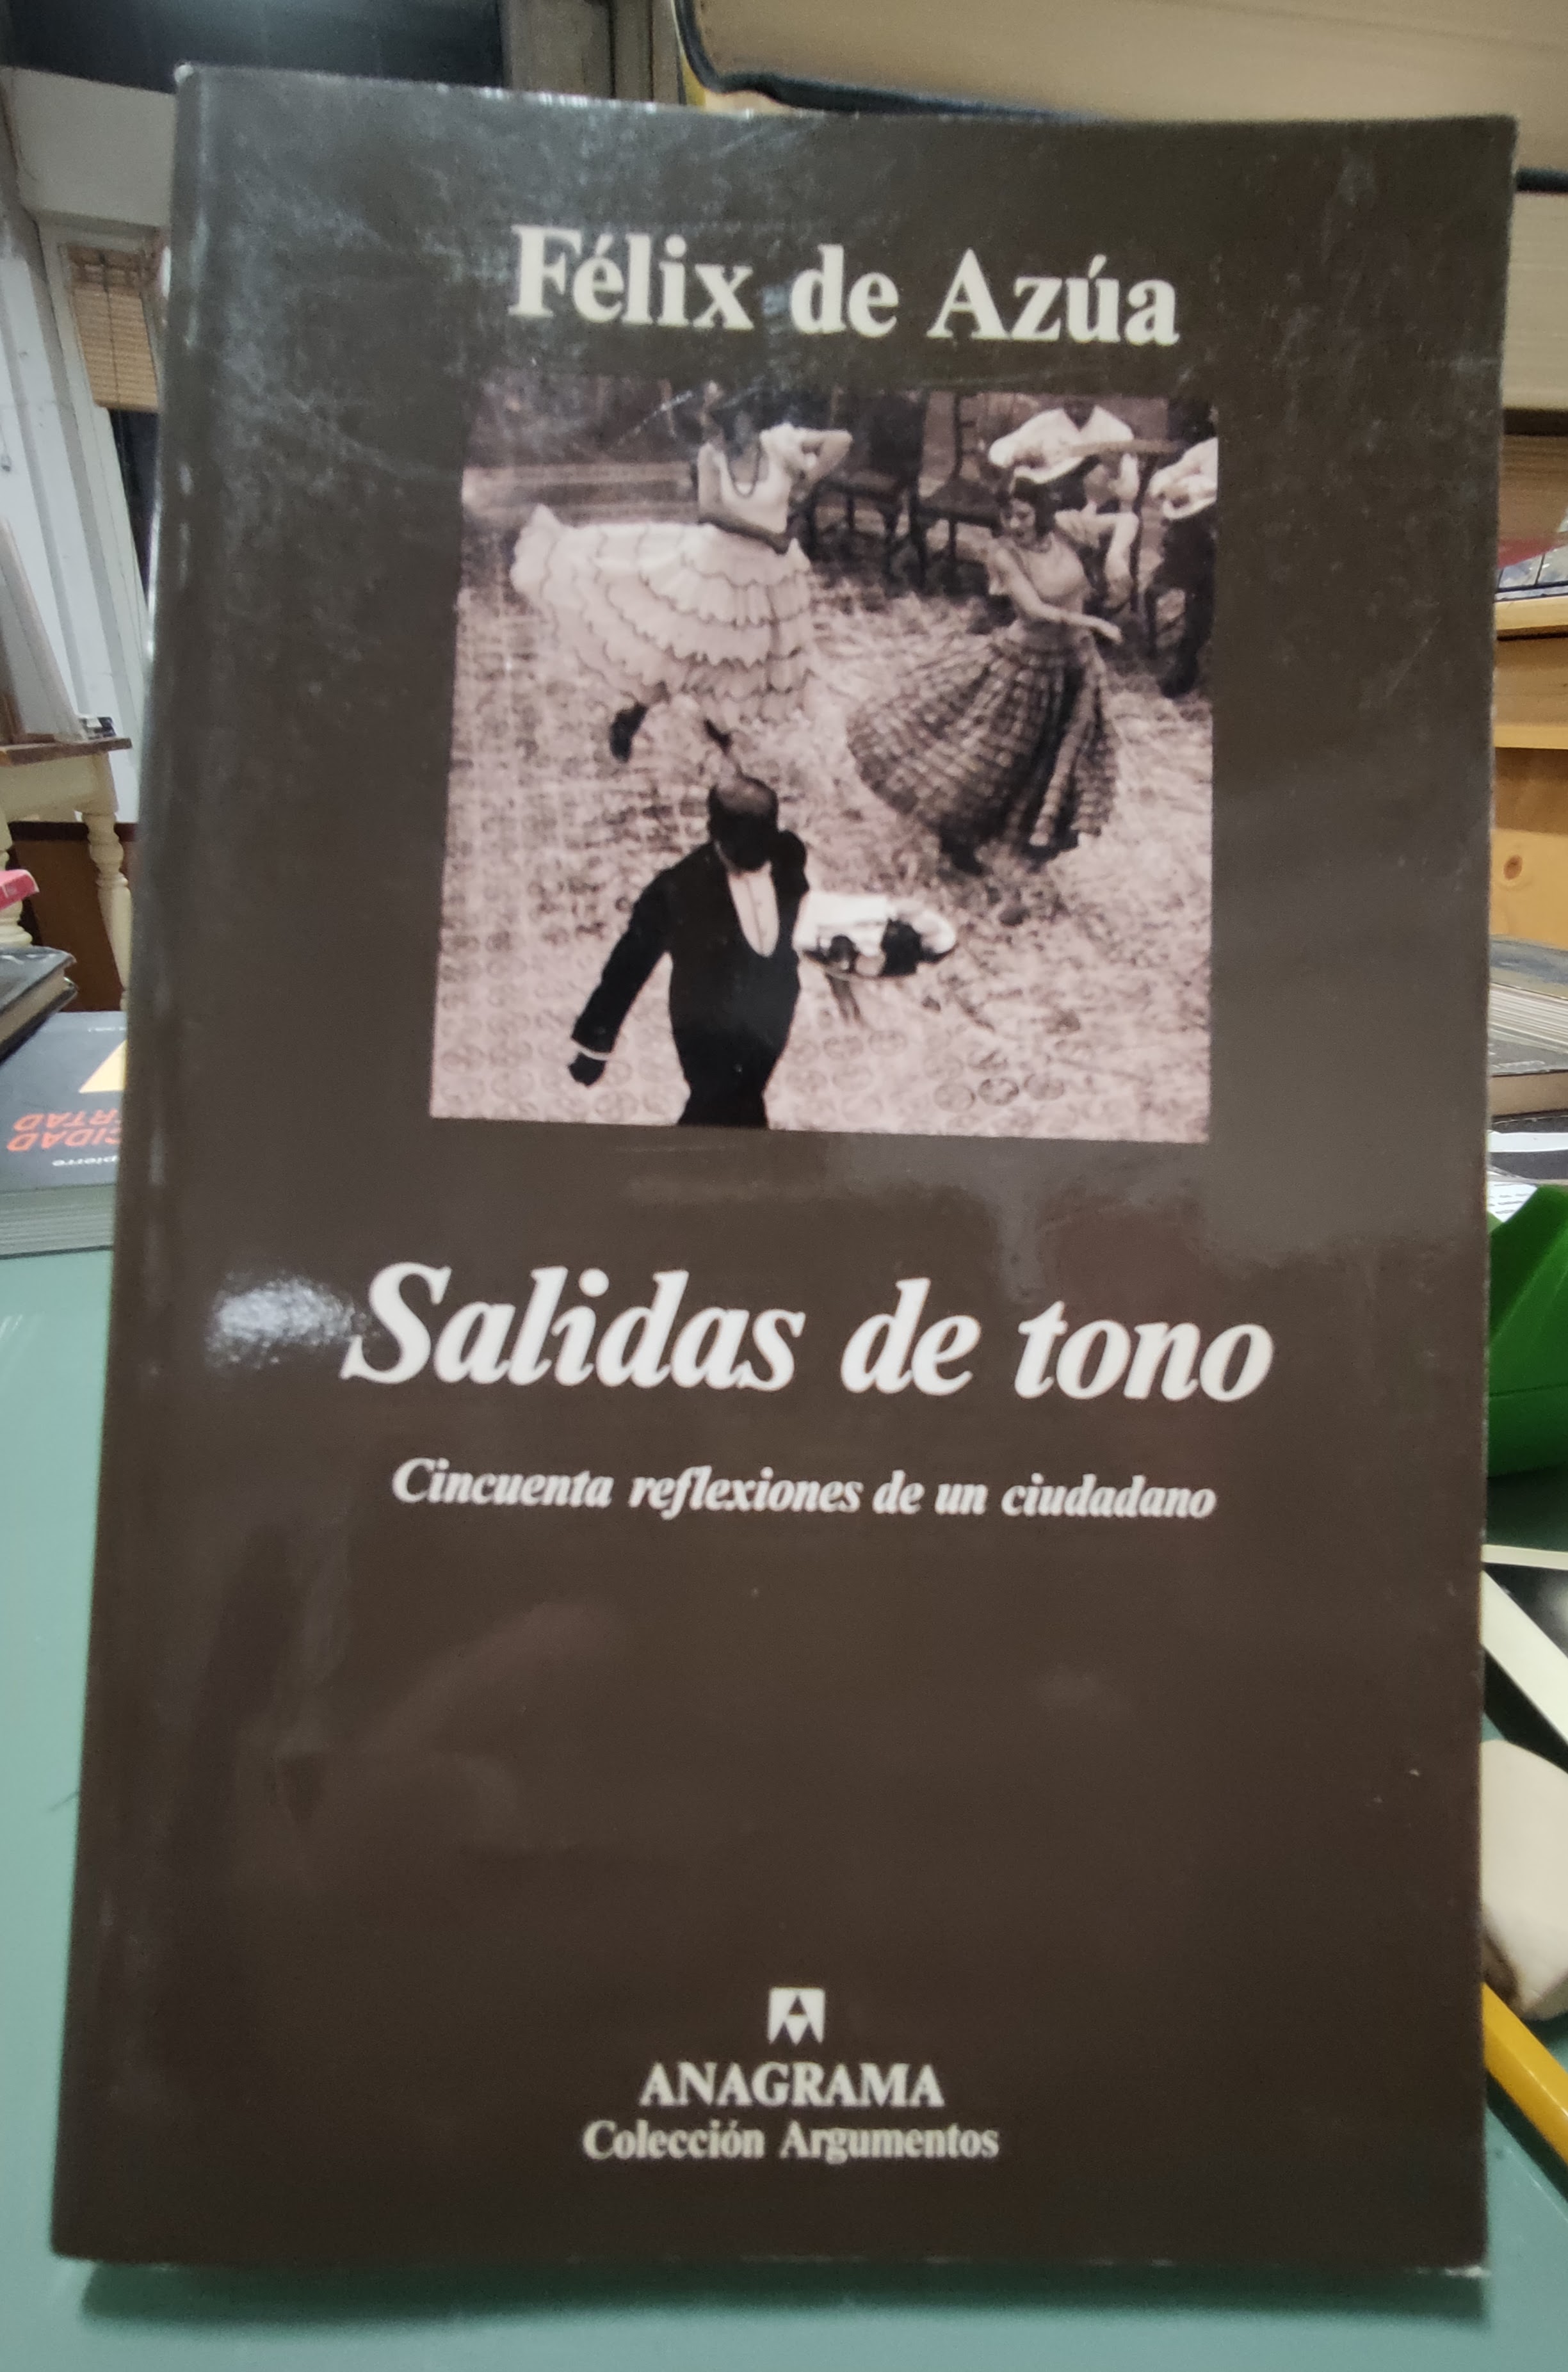 Félix de Azúa
Salidas de tono
Cincuenta reflexiones de un ciudadano
ANAGRAMA
Colección Argumentos